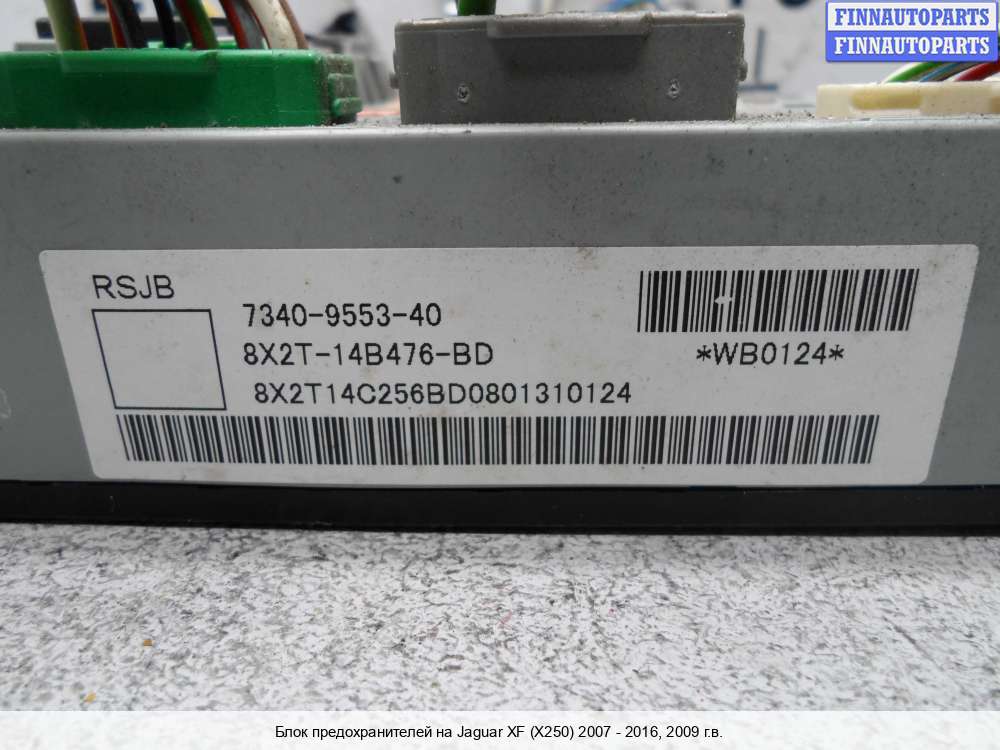 FINNAUTOPARTS
FINNAUTOPARTS
RSJB
7340-9553-40
8X2T-14B476-BD
*WB0124*
8X2T14C256BD0801310124
Блок предохранителей на Jaguar XF (X250) 2007 - 2016, 2009 г.в.